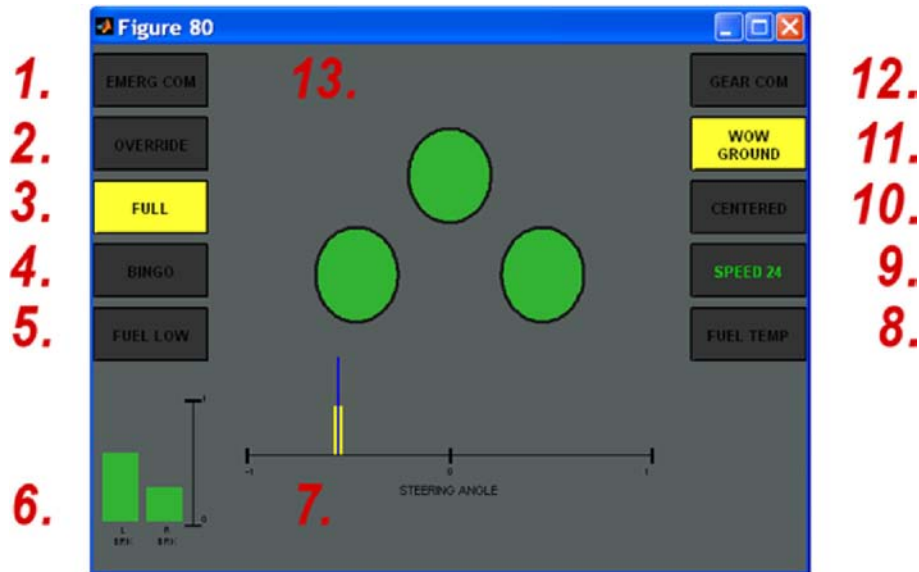 Figure 80
1.
EMERG COM
13.
GEAR COM
12.
2.
OVERRIDE
WOW
GROUND
11.
3.
FULL
CENTERED
10.
4.
BINGO
SPEED 24
9.
5.
FUEL LOW
FUEL TEMP
8.
1
-1
0
1
STEERING ANGLE
6.
0
7.
L
BRK
R
BRK